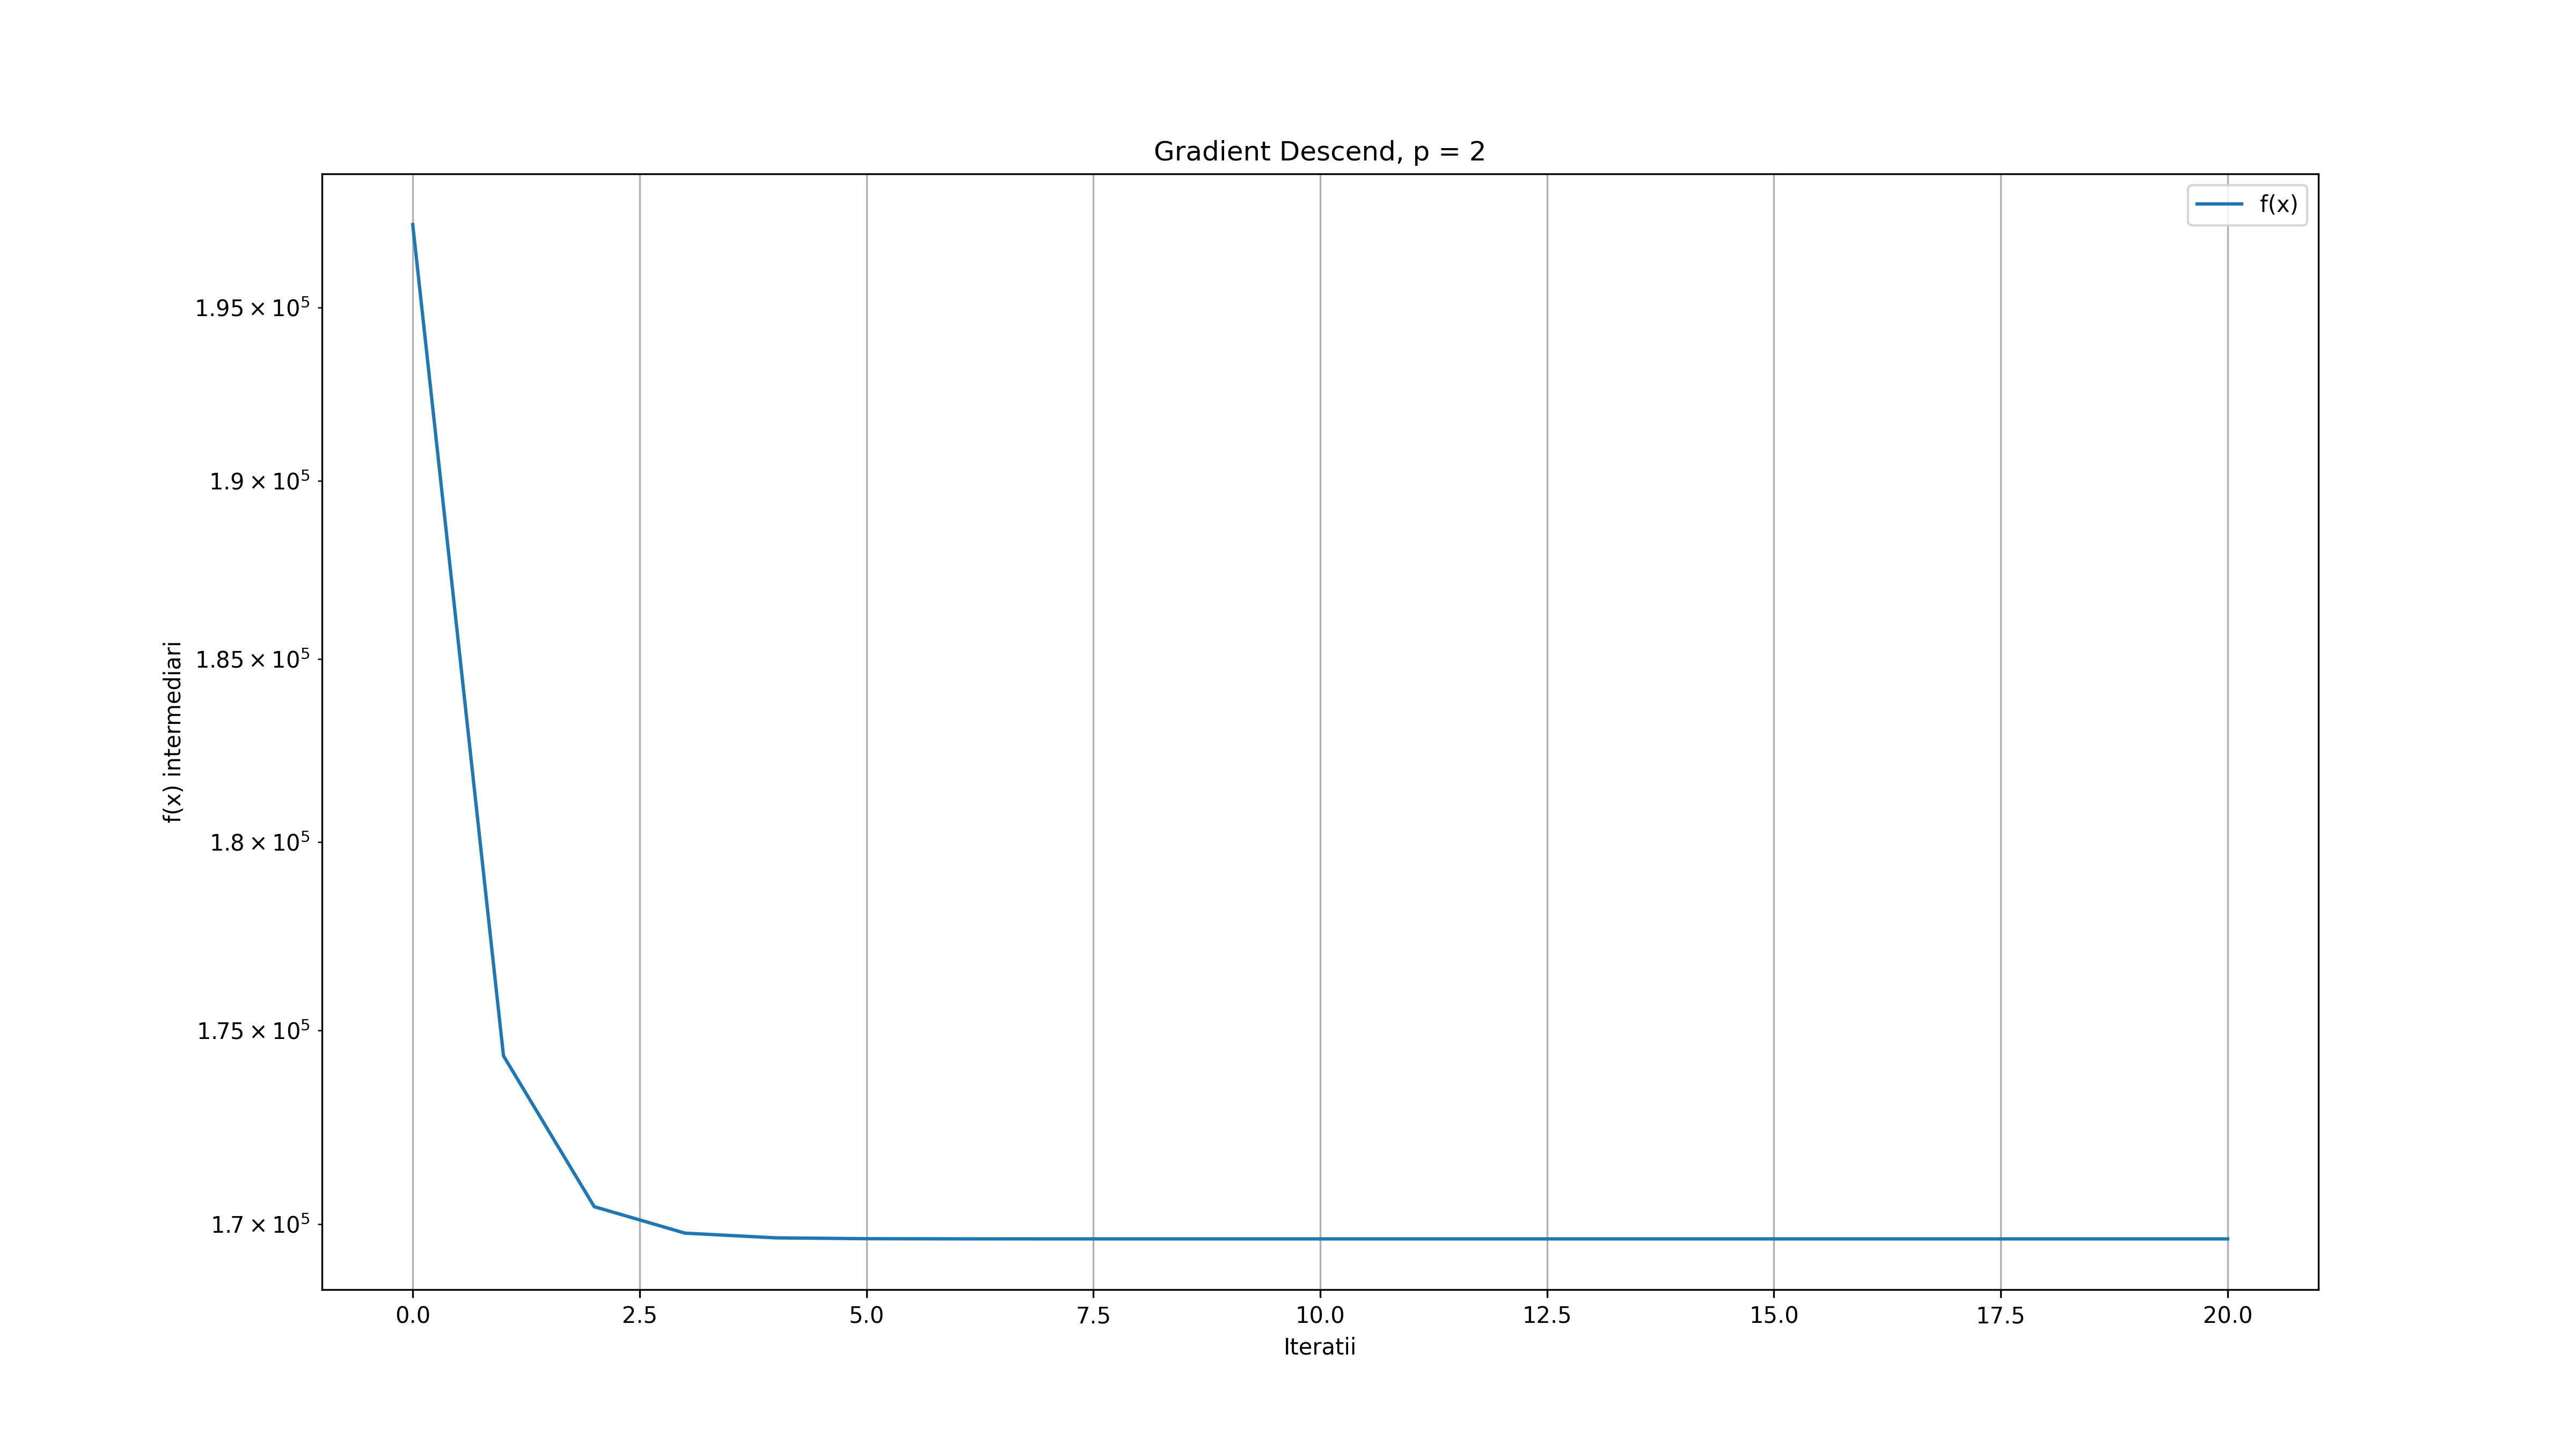 Gradient Descend, p = 2
f(x)
f(x) intermediari
1.95 × 10⁵
1.9 × 10⁵
1.85 × 10⁵
1.8 × 10⁵
1.75 × 10⁵
1.7 × 10⁵
0.0 2.5 5.0 7.5 10.0 12.5 15.0 17.5 20.0
Iteratii